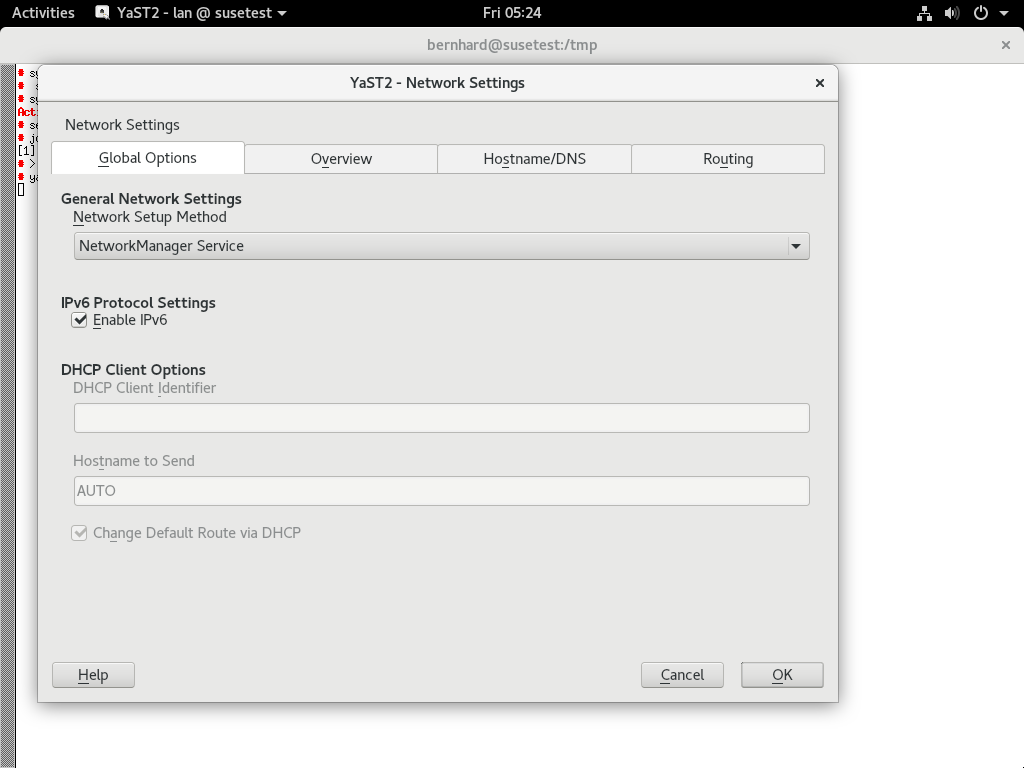 Activities YaST2 - lan @ susetest Fri 05:24
bernhard@susetest:/tmp
YaST2 - Network Settings
Network Settings
Global Options Overview Hostname/DNS Routing
General Network Settings
Network Setup Method
NetworkManager Service
IPv6 Protocol Settings
Enable IPv6
DHCP Client Options
DHCP Client Identifier
Hostname to Send
AUTO
Change Default Route via DHCP
Help Cancel OK